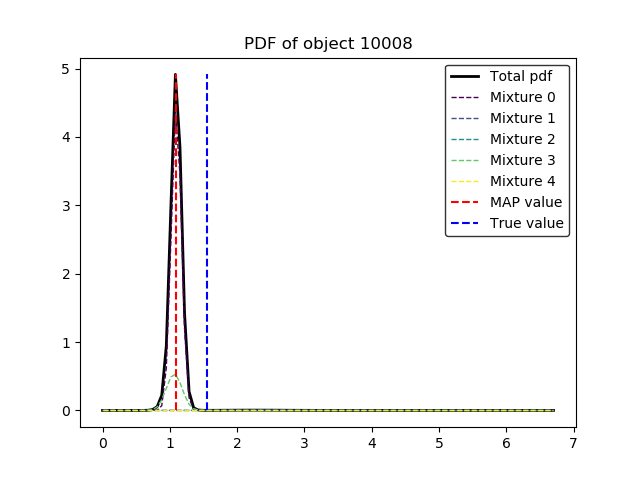 PDF of object 10008
5
4
3
2
1
0
0 1 2 3 4 5 6 7
Total pdf
Mixture 0
Mixture 1
Mixture 2
Mixture 3
Mixture 4
MAP value
True value